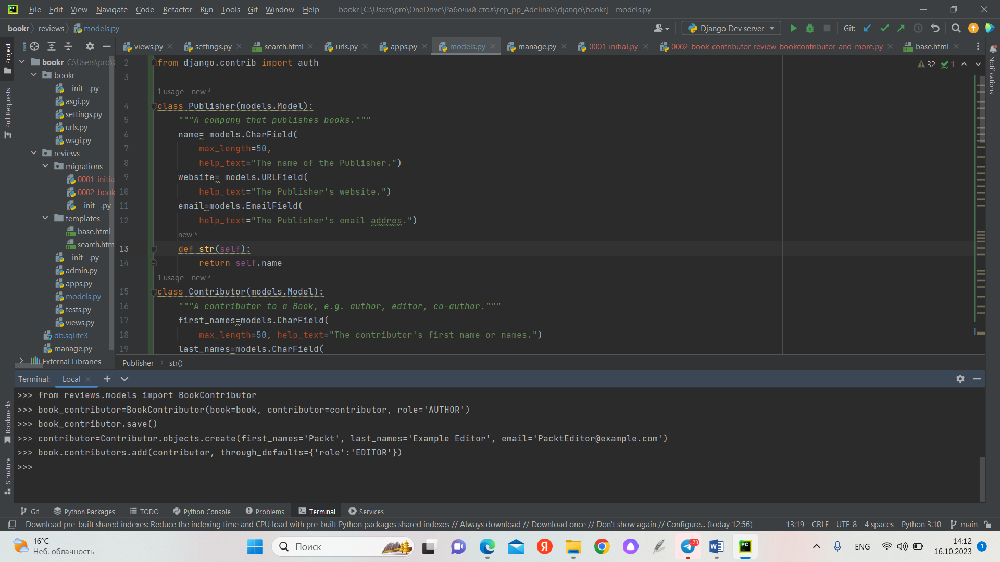 File Edit View Navigate Code Refactor Run Tools Git Window Help bookr [C:\Users\pro\OneDrive\Рабочий стол\rep_pp_AdelinaS\django\bookr] - models.py
bookr reviews models.py Django Dev server Git:
views.py settings.py search.html urls.py apps.py models.py manage.py 0001_initial.py 0002_book_contributor_review_bookcontributor_and_more.py base.html
Project
Pull Requests
Bookmarks
Structure
Notifications
bookr C:\Users\pro\
bookr
__init__.py
asgi.py
settings.py
urls.py
wsgi.py
reviews
migrations
0001_initia
0002_book
__init__.py
templates
base.html
search.htm
__init__.py
admin.py
apps.py
models.py
tests.py
views.py
db.sqlite3
manage.py
External Libraries
32 1
2 from django.contrib import auth
3
1 usage new *
4 class Publisher(models.Model):
5 """A company that publishes books."""
6 name= models.CharField(
7 max_length=50,
8 help_text="The name of the Publisher.")
9 website= models.URLField(
10 help_text="The Publisher's website.")
11 email=models.EmailField(
12 help_text="The Publisher's email addres.")
new *
13 def str(self):
14 return self.name
1 usage new *
15 class Contributor(models.Model):
16 """A contributor to a Book, e.g. author, editor, co-author."""
17 first_names=models.CharField(
18 max_length=50, help_text="The contributor's first name or names.")
19 last_names=models.CharField(
Publisher str()
Terminal: Local
>>> from reviews.models import BookContributor
>>> book_contributor=BookContributor(book=book, contributor=contributor, role='AUTHOR')
>>> book_contributor.save()
>>> contributor=Contributor.objects.create(first_names='Packt', last_names='Example Editor', email='PacktEditor@example.com')
>>> book.contributors.add(contributor, through_defaults={'role':'EDITOR'})
>>>
Git Python Packages TODO Python Console Problems Terminal Services
Download pre-built shared indexes: Reduce the indexing time and CPU load with pre-built Python packages shared indexes // Always download // Download once // Don't show again // Configure... (today 12:56) 13:19 CRLF UTF-8 4 spaces Python 3.10 main
16°C
Неб. облачность
Поиск
..73
ENG
14:12
16.10.2023
1